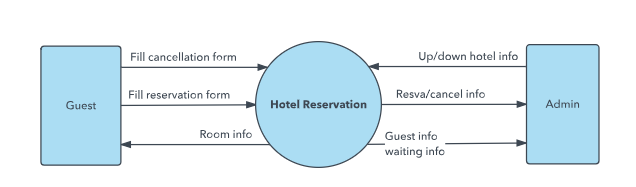 Fill cancellation form
Up/down hotel info
Guest
Fill reservation form
Hotel Reservation
Resva/cancel info
Admin
Room info
Guest info
waiting info